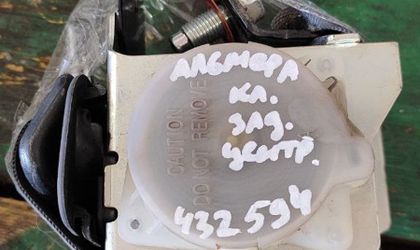 АЛЬМЕРА
КЛ.
ЗАД.
ЦЕНТР.
432594
CAUTION
DO NOT REMOVE